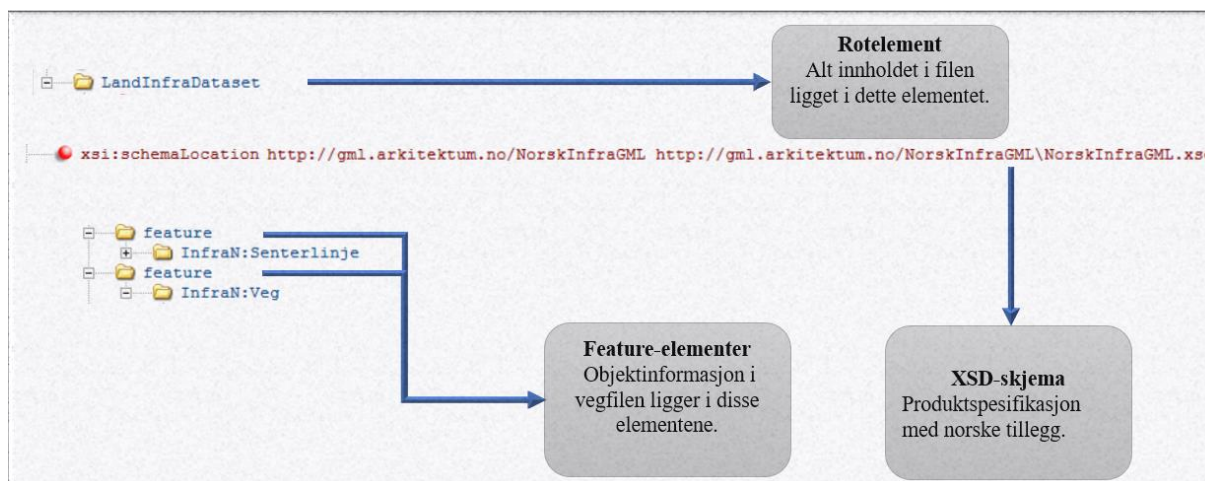 Rotelement
Alt innholdet i filen
ligget i dette elementet.
LandInfraDataset
xsi:schemaLocation http://gml.arkitektum.no/NorskInfraGML http://gml.arkitektum.no/NorskInfraGML\NorskInfraGML.xs
feature
InfraN:Senterlinje
feature
InfraN:Veg
Feature-elementer
Objektinformasjon i
vegfilen ligger i disse
elementene.
XSD-skjema
Produktspesifikasjon
med norske tillegg.